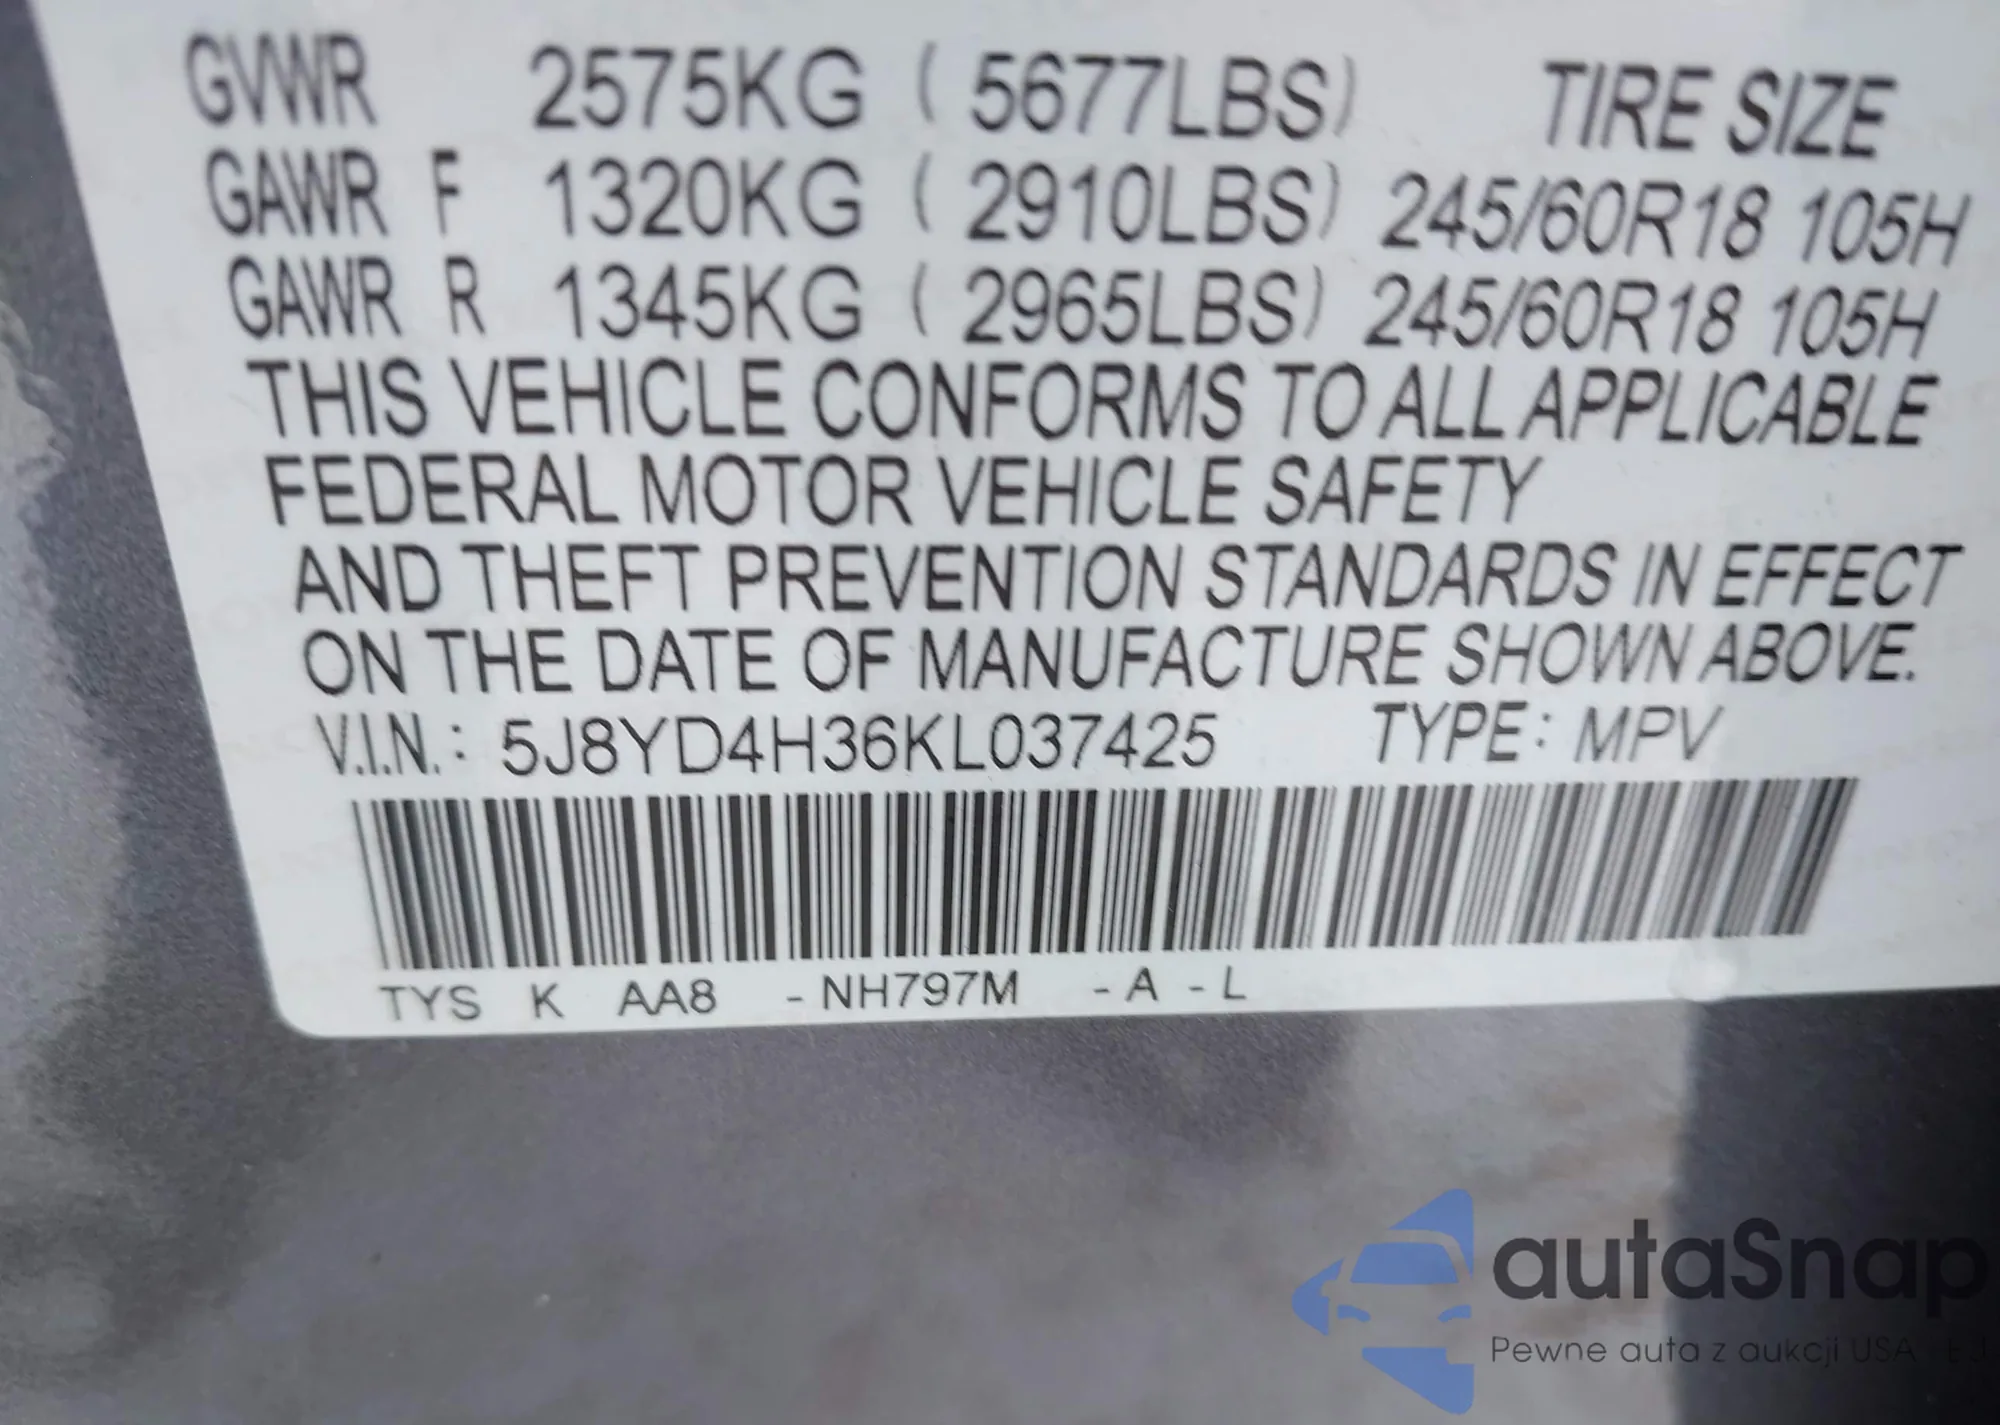 GVWR 2575KG ( 5677LBS) TIRE SIZE
GAWR F 1320KG ( 2910LBS) 245/60R18 105H
GAWR R 1345KG ( 2965LBS) 245/60R18 105H
THIS VEHICLE CONFORMS TO ALL APPLICABLE
FEDERAL MOTOR VEHICLE SAFETY
AND THEFT PREVENTION STANDARDS IN EFFECT
ON THE DATE OF MANUFACTURE SHOWN ABOVE.
V.I.N.: 5J8YD4H36KL037425 TYPE: MPV
TYS K AA8 - NH797M - A - L
autaSnap
Pewne auta z aukcji USA